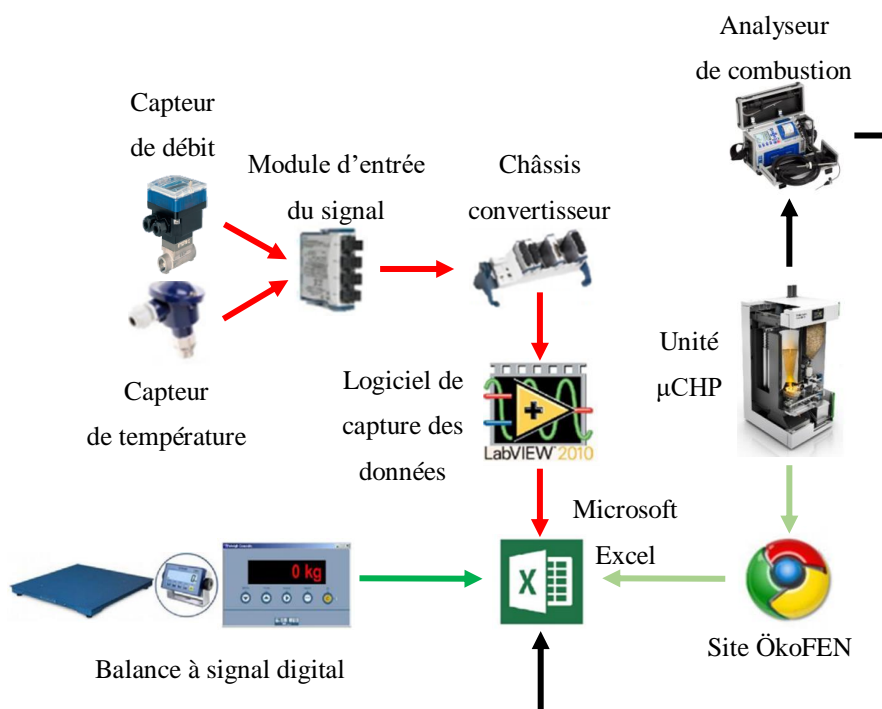 Analyseur
de combustion
Capteur
de débit
Module d’entrée
du signal
Châssis
convertisseur
Capteur
de température
Logiciel de
capture des
données
LabVIEW 2010
Unité
μCHP
Microsoft
Excel
X
0 kg
Balance à signal digital
Site ÖkoFEN